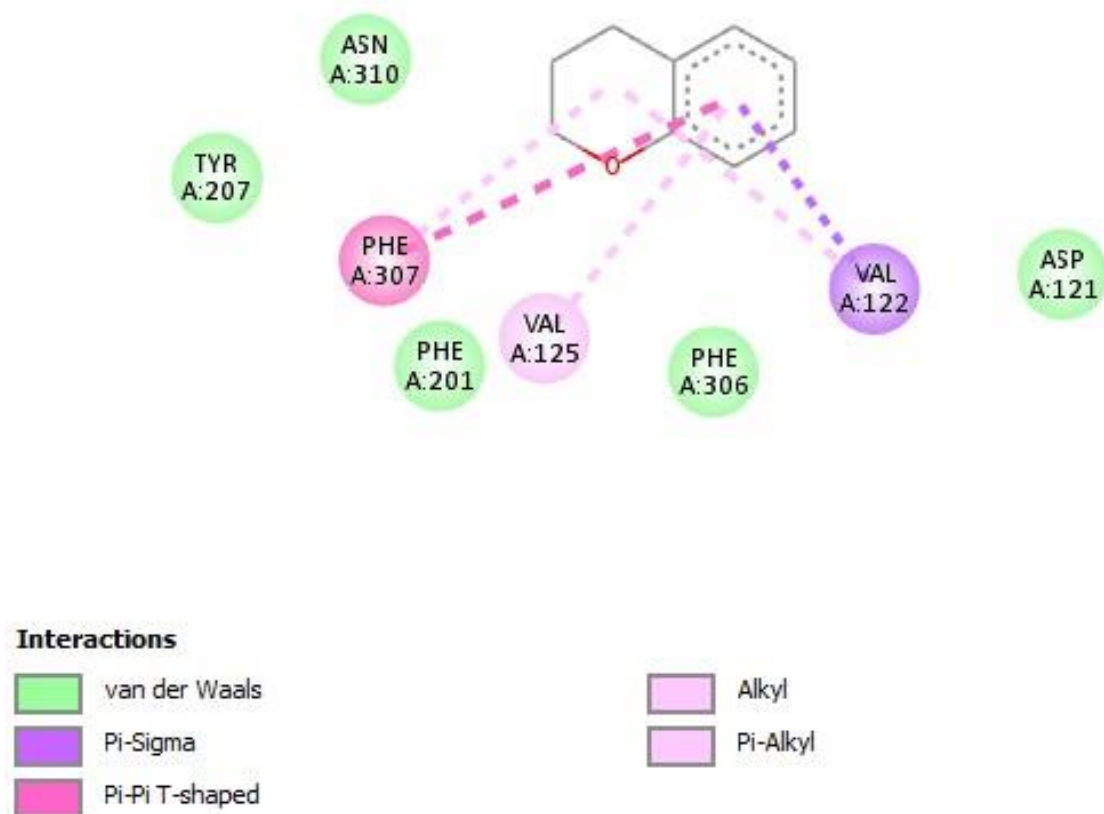 ASN
A:310
TYR
A:207
O
PHE
A:307
VAL
A:122
ASP
A:121
VAL
A:125
PHE
A:201
PHE
A:306
Interactions
van der Waals
Pi-Sigma
Pi-Pi T-shaped
Alkyl
Pi-Alkyl